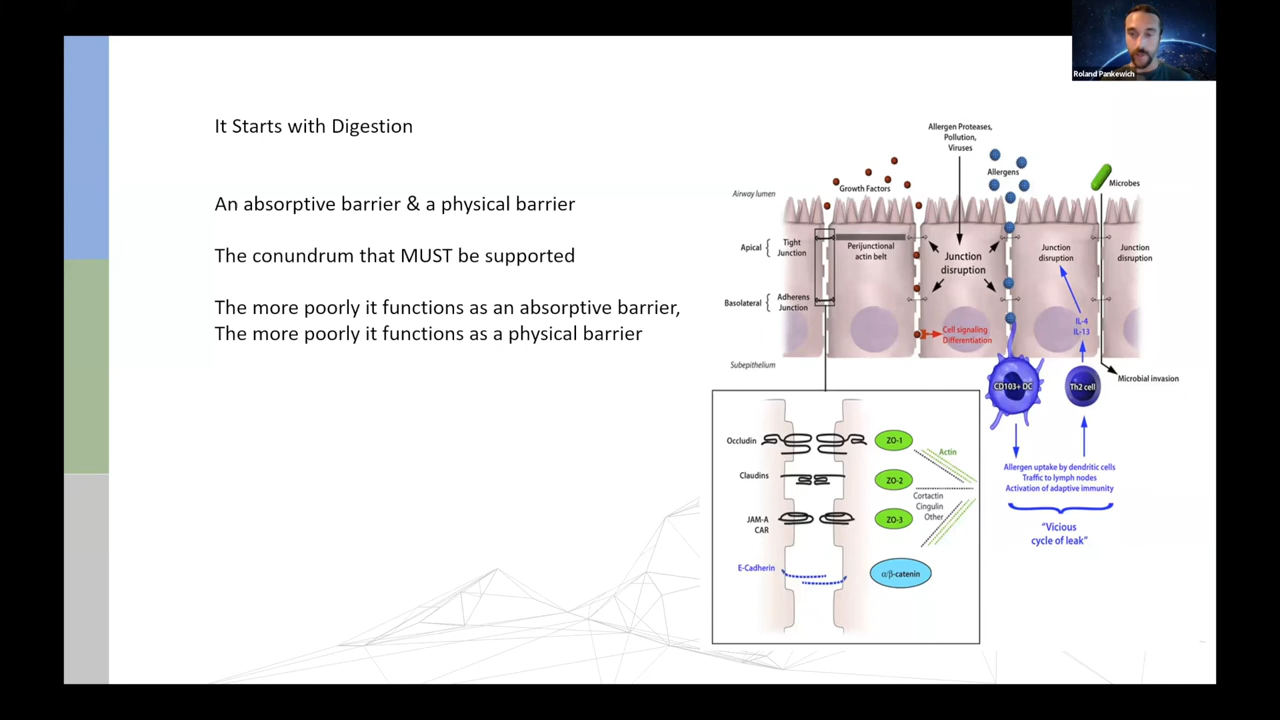 Roland Pankewich
It Starts with Digestion
An absorptive barrier & a physical barrier
The conundrum that MUST be supported
The more poorly it functions as an absorptive barrier,
The more poorly it functions as a physical barrier
Allergen Proteases,
Pollution,
Viruses
Growth Factors
Allergens
Microbes
Airway lumen
Apical
Tight
Junction
Perijunctional
actin belt
Junction
disruption
Junction
disruption
Junction
disruption
Basolateral
Adherens
Junction
Cell signaling
Differentiation
IL-4
IL-13
Subepithelium
CD103+ DC
Th2 cell
Microbial invasion
Allergen uptake by dendritic cells
Traffic to lymph nodes
Activation of adaptive immunity
"Vicious
cycle of leak"
Occludin
ZO-1
Actin
Claudins
ZO-2
Cortactin
Cingulin
Other
JAM-A
CAR
ZO-3
E-Cadherin
α/β-catenin